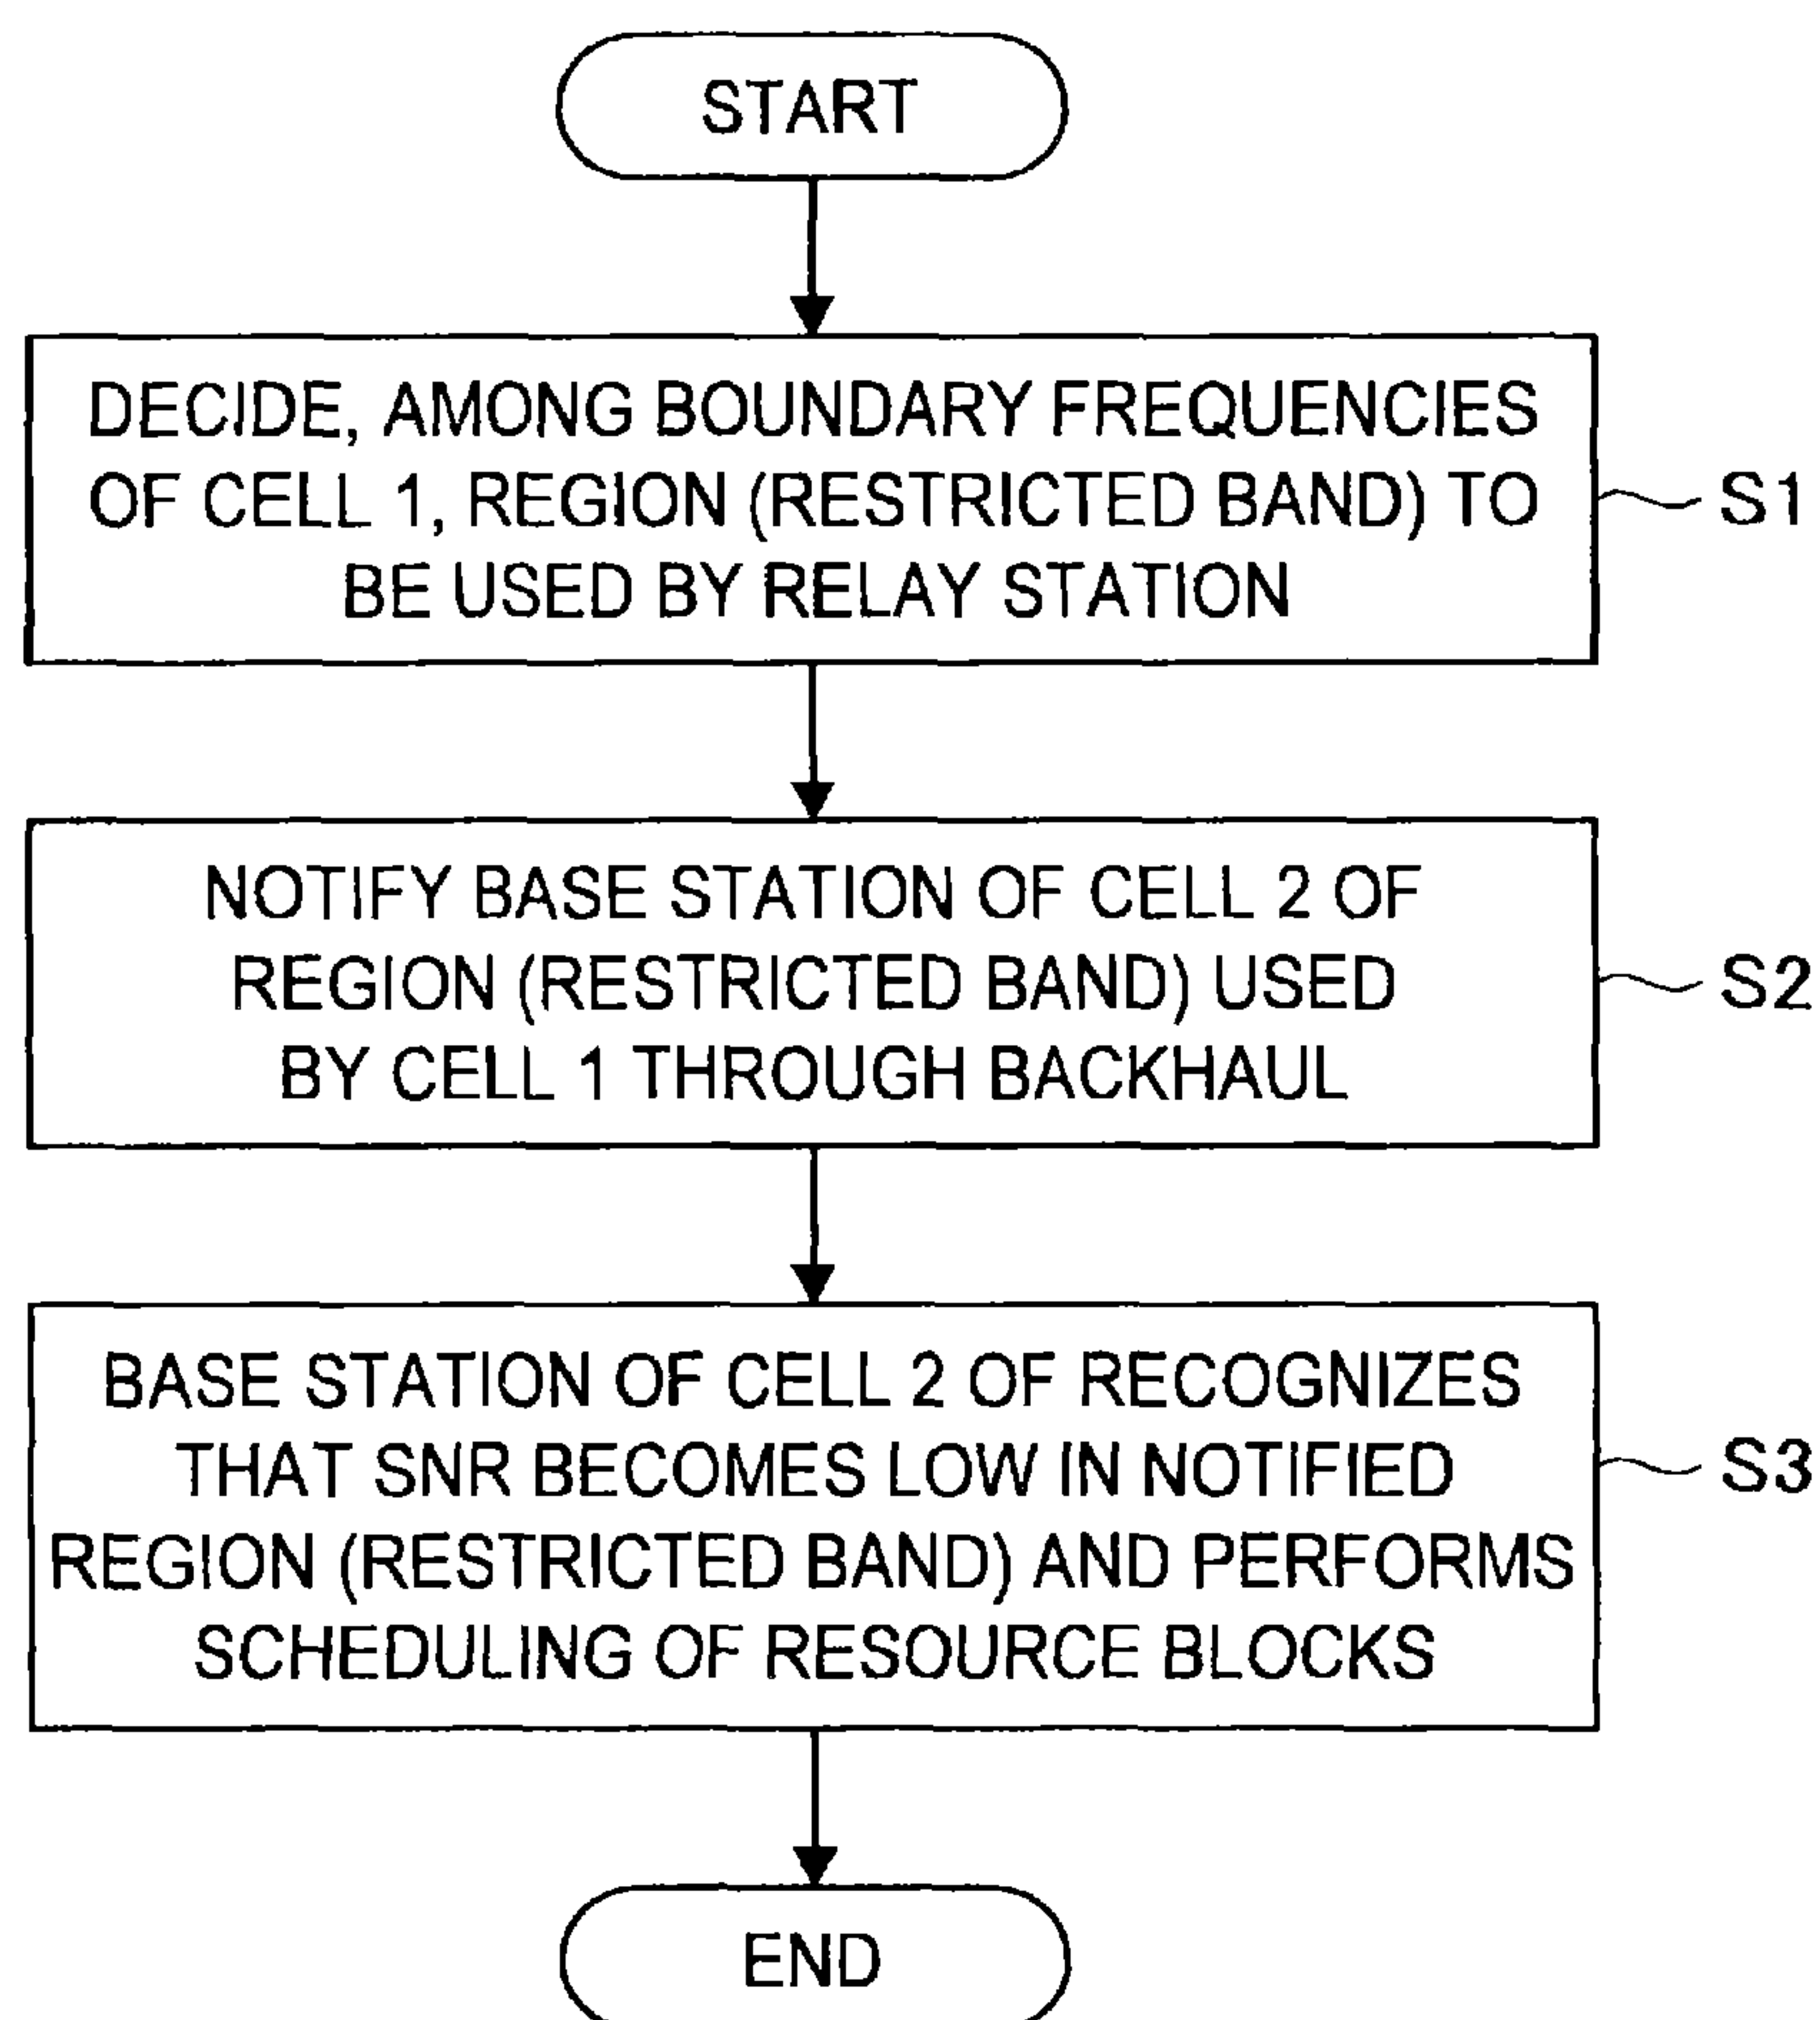 START
DECIDE, AMONG BOUNDARY FREQUENCIES
OF CELL 1, REGION (RESTRICTED BAND) TO
BE USED BY RELAY STATION
S1
NOTIFY BASE STATION OF CELL 2 OF
REGION (RESTRICTED BAND) USED
BY CELL 1 THROUGH BACKHAUL
S2
BASE STATION OF CELL 2 OF RECOGNIZES
THAT SNR BECOMES LOW IN NOTIFIED
REGION (RESTRICTED BAND) AND PERFORMS
SCHEDULING OF RESOURCE BLOCKS
S3
END